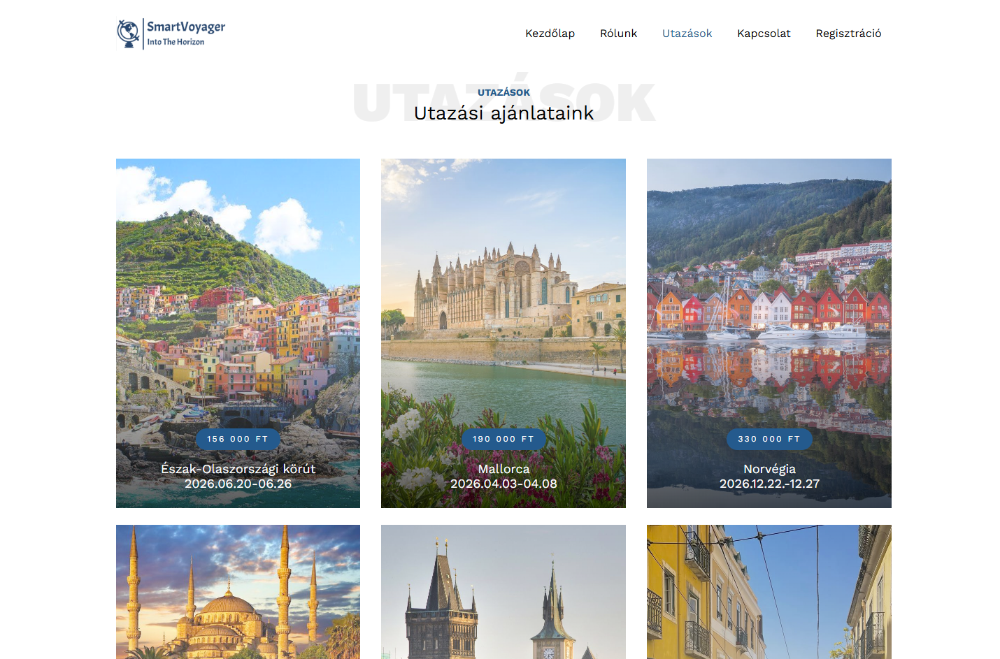 SmartVoyager
Into The Horizon
Kezdőlap
Rólunk
Utazások
Kapcsolat
Regisztráció
UTAZÁSOK
UTAZÁSOK
Utazási ajánlataink
156 000 FT
Észak-Olaszországi körút
2026.06.20-06.26
190 000 FT
Mallorca
2026.04.03-04.08
330 000 FT
Norvégia
2026.12.22.-12.27